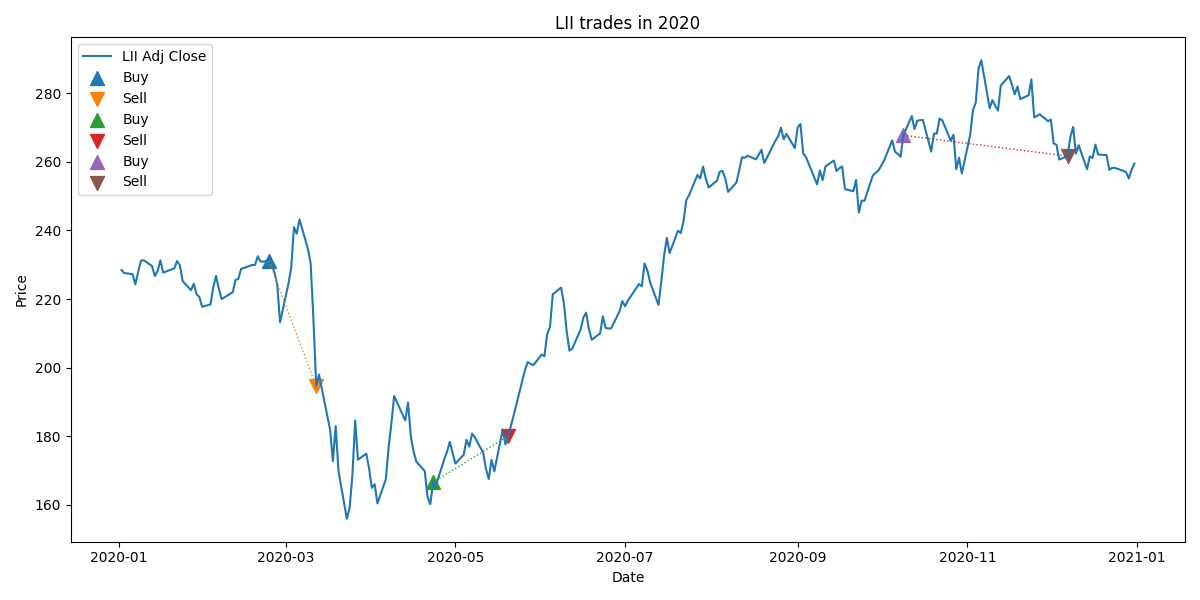 LII trades in 2020
LII Adj Close
Buy
Sell
Buy
Sell
Buy
Sell
Price
280
260
240
220
200
180
160
2020-01
2020-03
2020-05
2020-07
2020-09
2020-11
2021-01
Date